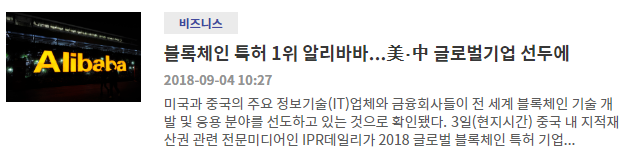 Alibaba
비즈니스
블록체인 특허 1위 알리바바...美·中 글로벌기업 선두에
2018-09-04 10:27
미국과 중국의 주요 정보기술(IT)업체와 금융회사들이 전 세계 블록체인 기술 개
발 및 응용 분야를 선도하고 있는 것으로 확인됐다. 3일(현지시간) 중국 내 지적재
산권 관련 전문미디어인 IPR데일리가 2018 글로벌 블록체인 특허 기업...